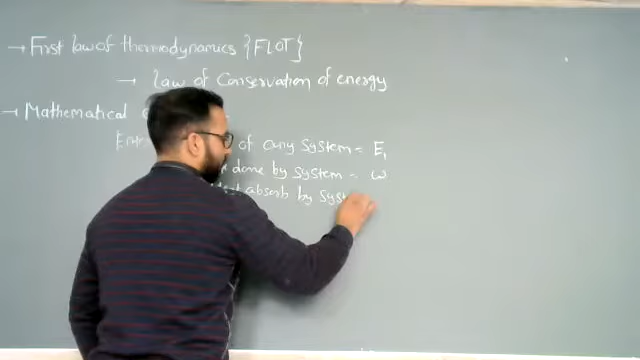 → First law of thermodynamics {FLOT}
→ law of Conservation of energy
→ Mathematical
of any System = E₁
done by System = w
absorb by Syst